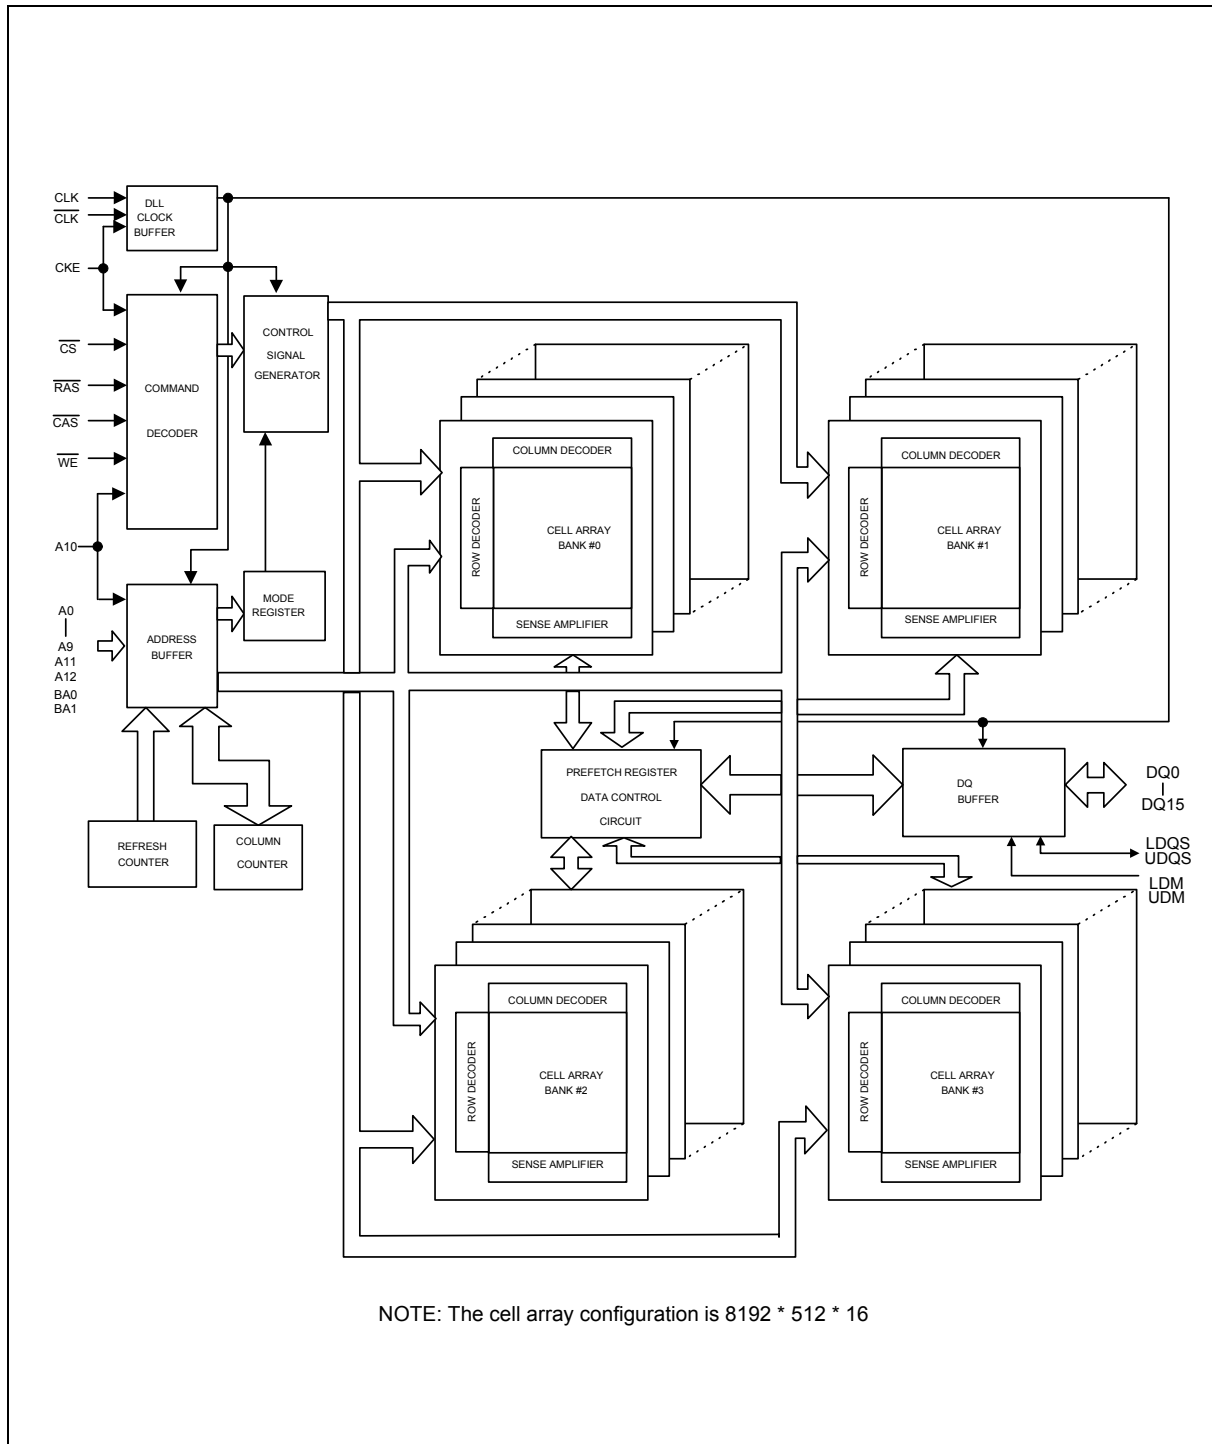 CLK
CLK
CKE
CS
RAS
CAS
WE
A10
A0
A9
A11
A12
BA0
BA1
DLL
CLOCK
BUFFER
COMMAND
DECODER
CONTROL
SIGNAL
GENERATOR
MODE
REGISTER
ADDRESS
BUFFER
REFRESH
COUNTER
COLUMN
COUNTER
COLUMN DECODER
ROW DECODER
CELL ARRAY
BANK #0
SENSE AMPLIFIER
COLUMN DECODER
ROW DECODER
CELL ARRAY
BANK #1
SENSE AMPLIFIER
PREFETCH REGISTER
DATA CONTROL
CIRCUIT
DQ
BUFFER
DQ0
DQ15
LDQS
UDQS
LDM
UDM
COLUMN DECODER
ROW DECODER
CELL ARRAY
BANK #2
SENSE AMPLIFIER
COLUMN DECODER
ROW DECODER
CELL ARRAY
BANK #3
SENSE AMPLIFIER
NOTE: The cell array configuration is 8192 * 512 * 16